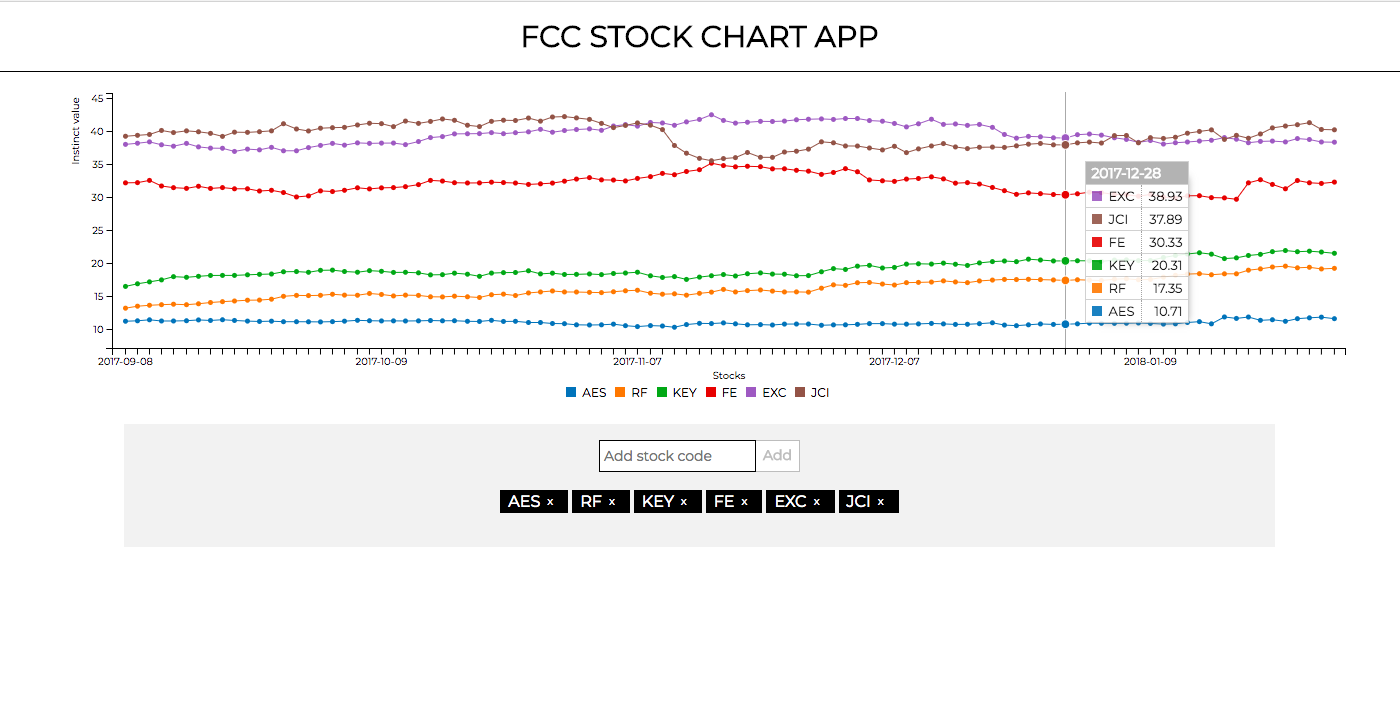 FCC STOCK CHART APP
Instinct value
45
40
35
30
25
20
15
10
2017-12-28
EXC 38.93
JCI 37.89
FE 30.33
KEY 20.31
RF 17.35
AES 10.71
2017-09-08 2017-10-09 2017-11-07 2017-12-07 2018-01-09
Stocks
AES RF KEY FE EXC JCI
Add stock code Add
AES x RF x KEY x FE x EXC x JCI x